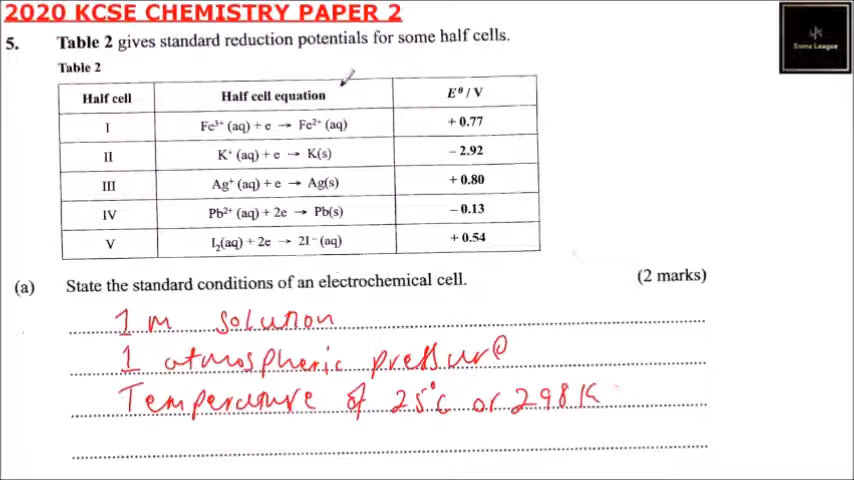 2020 KCSE CHEMISTRY PAPER 2
Some League
5. Table 2 gives standard reduction potentials for some half cells.
Table 2
Half cell Half cell equation E⁰ / V
I Fe³⁺ (aq) + e → Fe²⁺ (aq) + 0.77
II K⁺ (aq) + e → K(s) – 2.92
III Ag⁺ (aq) + e → Ag(s) + 0.80
IV Pb²⁺ (aq) + 2e → Pb(s) – 0.13
V I₂(aq) + 2e → 2I⁻ (aq) + 0.54
(a) State the standard conditions of an electrochemical cell. (2 marks)
1 m solution
1 atmospheric pressure
Temperature of 25°C or 298K